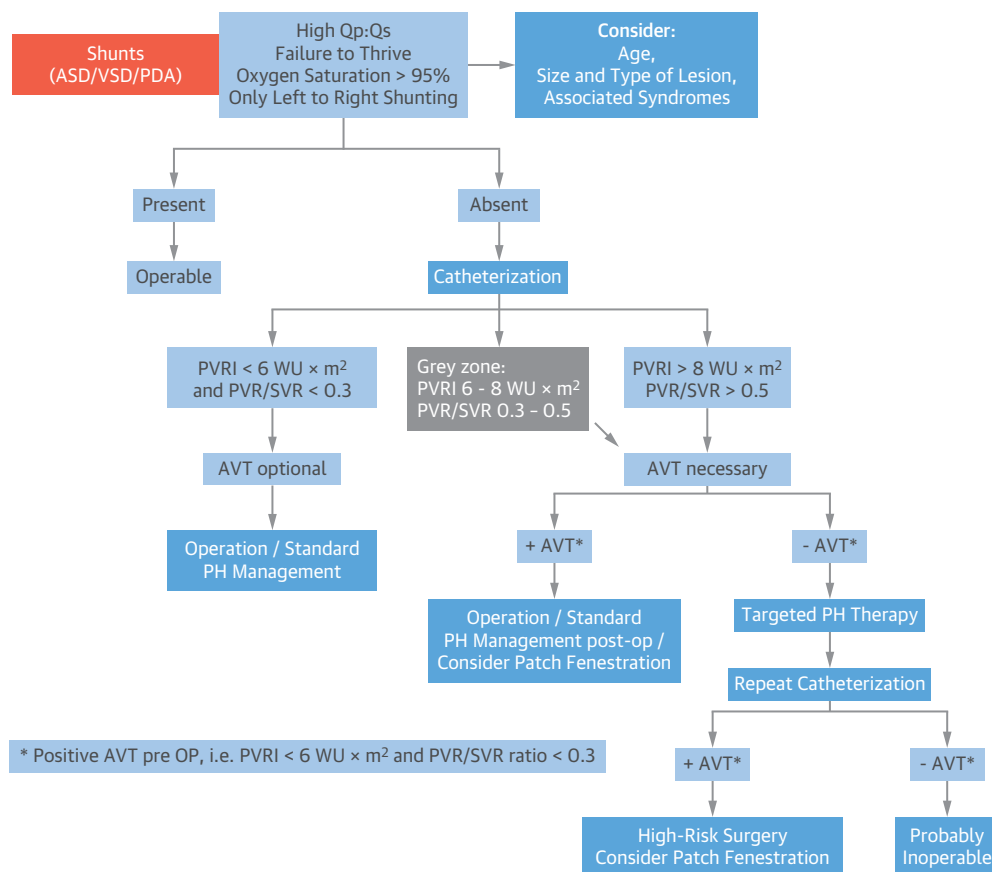 Shunts
(ASD/VSD/PDA)
High Qp:Qs
Failure to Thrive
Oxygen Saturation > 95%
Only Left to Right Shunting
Consider:
Age,
Size and Type of Lesion,
Associated Syndromes
Present
Absent
Operable
Catheterization
PVRI < 6 WU × m²
and PVR/SVR < 0.3
Grey zone:
PVRI 6 - 8 WU × m²
PVR/SVR 0.3 – 0.5
PVRI > 8 WU × m²
PVR/SVR > 0.5
AVT optional
AVT necessary
Operation / Standard
PH Management
+ AVT*
- AVT*
Operation / Standard
PH Management post-op /
Consider Patch Fenestration
Targeted PH Therapy
Repeat Catheterization
* Positive AVT pre OP, i.e. PVRI < 6 WU × m² and PVR/SVR ratio < 0.3
+ AVT*
- AVT*
High-Risk Surgery
Consider Patch Fenestration
Probably
Inoperable